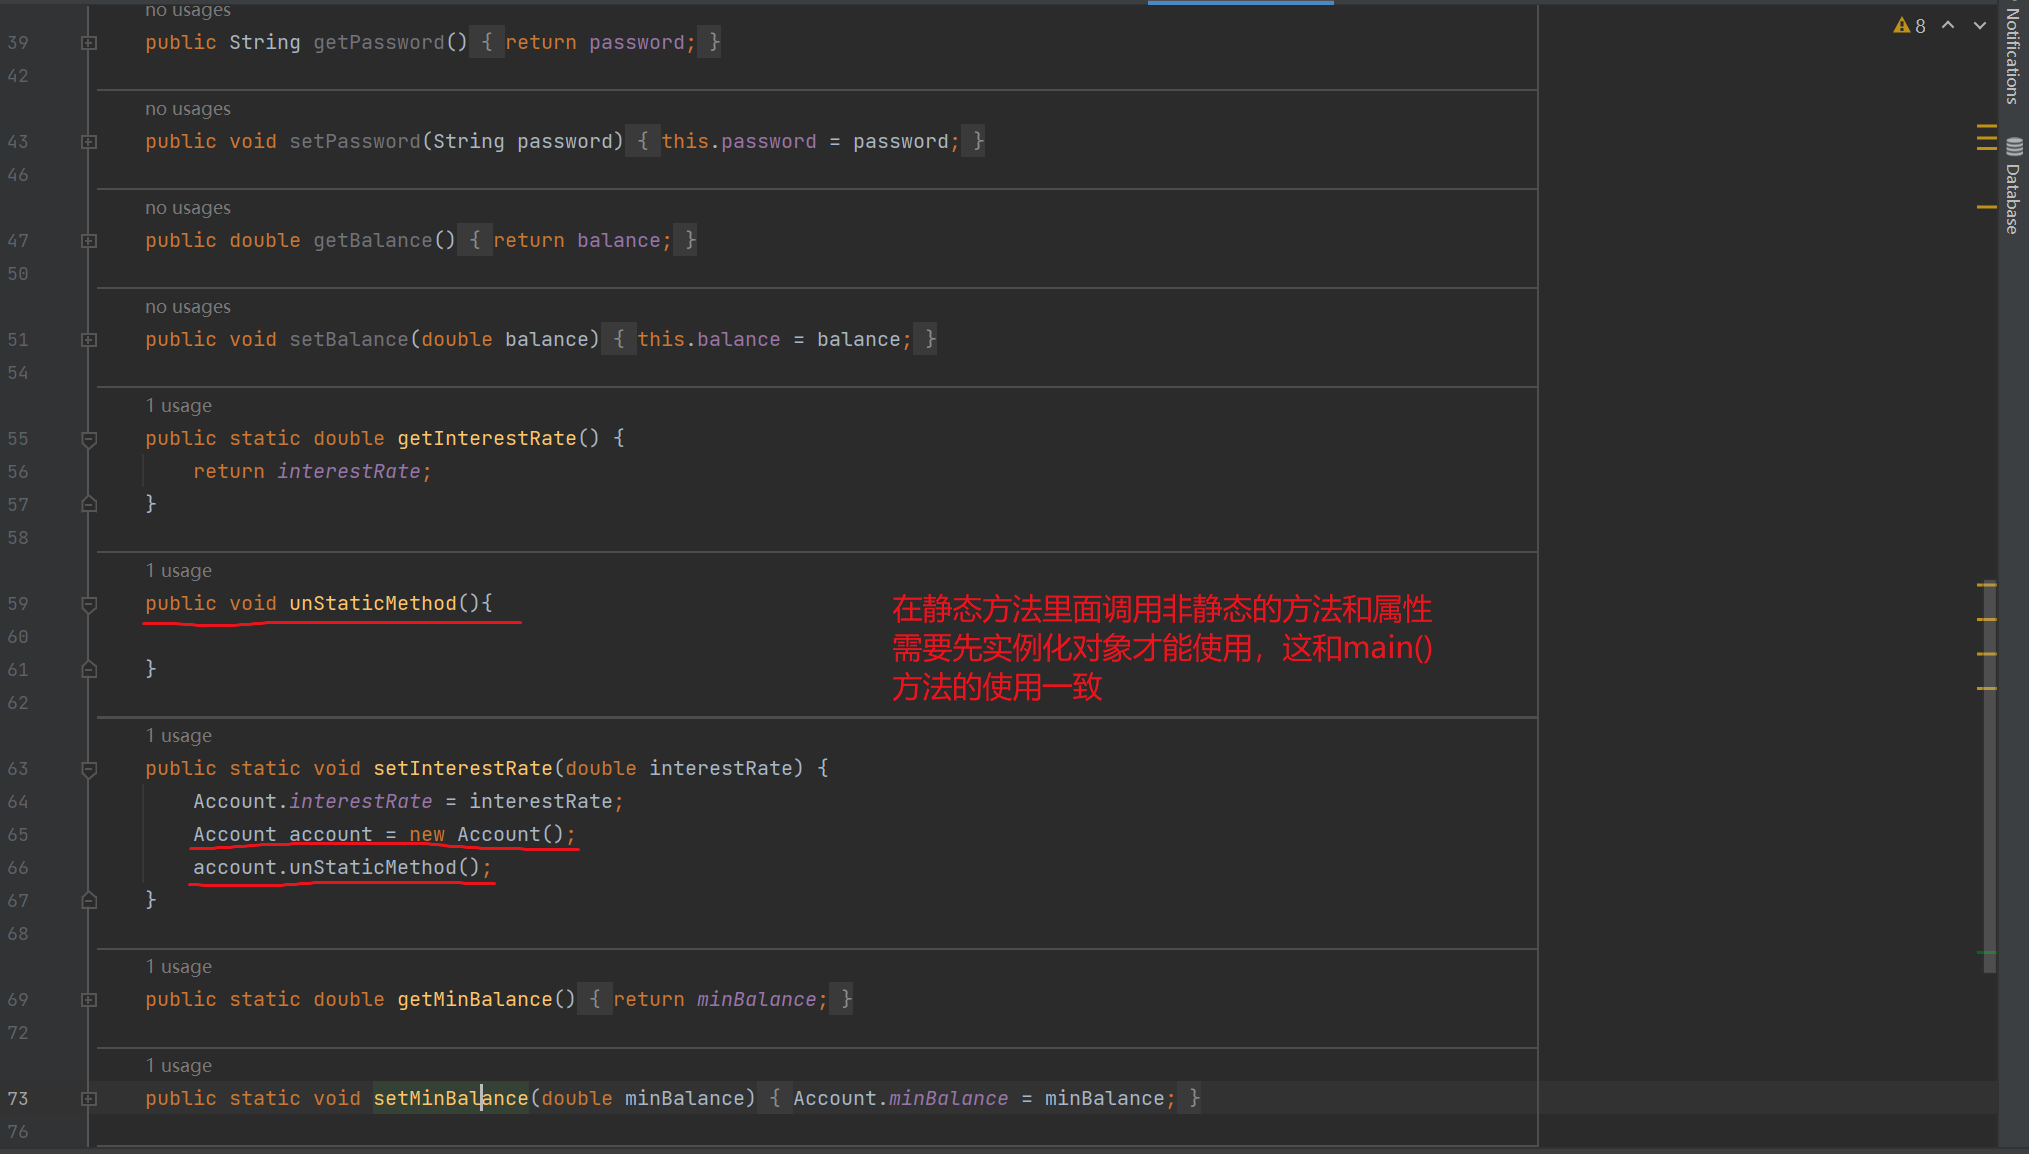 no usages
39 public String getPassword() { return password; }
42
no usages
43 public void setPassword(String password) { this.password = password; }
46
no usages
47 public double getBalance() { return balance; }
50
no usages
51 public void setBalance(double balance) { this.balance = balance; }
54
1 usage
55 public static double getInterestRate() {
56 return interestRate;
57 }
58
1 usage
59 public void unStaticMethod(){
60
61 }
62
在静态方法里面调用非静态的方法和属性
需要先实例化对象才能使用，这和main()
方法的使用一致
1 usage
63 public static void setInterestRate(double interestRate) {
64 Account.interestRate = interestRate;
65 Account account = new Account();
66 account.unStaticMethod();
67 }
68
1 usage
69 public static double getMinBalance() { return minBalance; }
72
1 usage
73 public static void setMinBalance(double minBalance) { Account.minBalance = minBalance; }
76
8
Notifications
Database